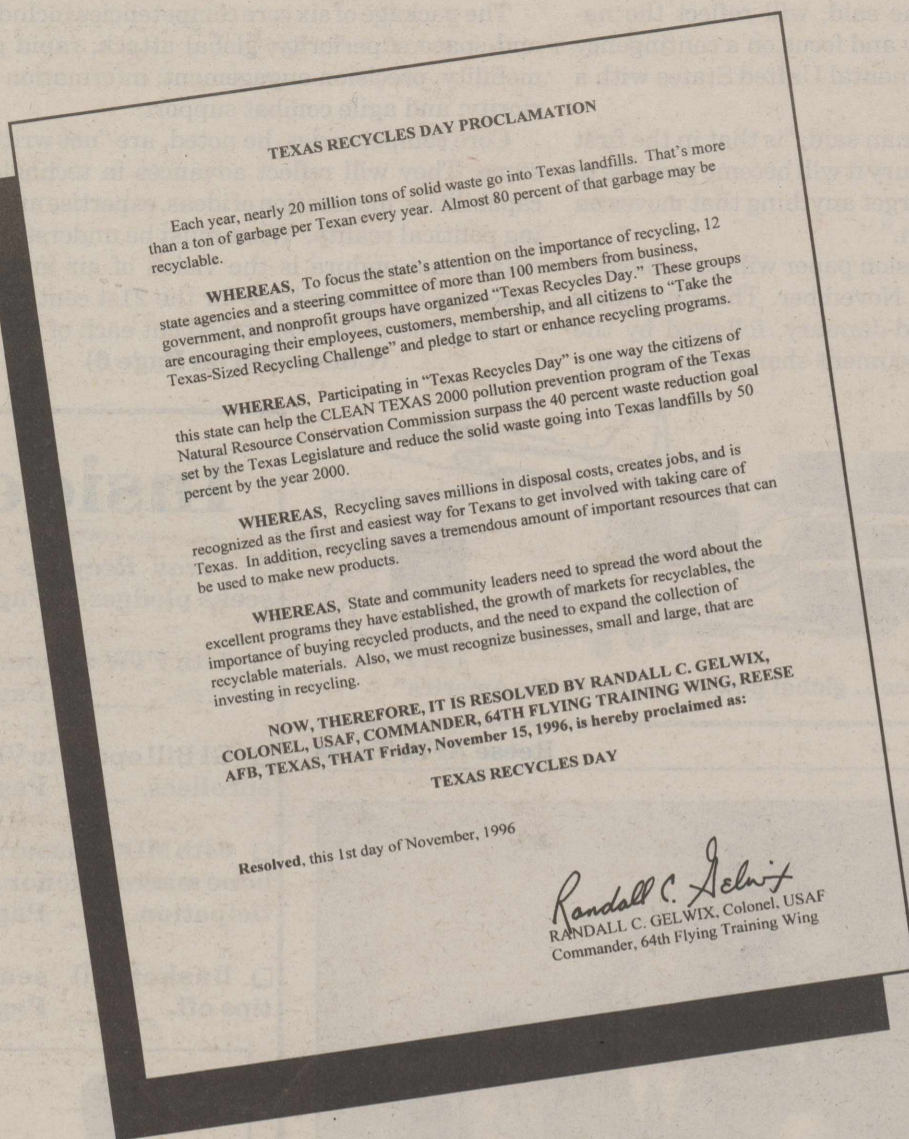 TEXAS RECYCLES DAY PROCLAMATION
Each year, nearly 20 million tons of solid waste go into Texas landfills. That's more
than a ton of garbage per Texan every year. Almost 80 percent of that garbage may be
recyclable.
WHEREAS, To focus the state's attention on the importance of recycling, 12
state agencies and a steering committee of more than 100 members from business,
government, and nonprofit groups have organized "Texas Recycles Day." These groups
are encouraging their employees, customers, membership, and all citizens to "Take the
Texas-Sized Recycling Challenge" and pledge to start or enhance recycling programs.
WHEREAS, Participating in "Texas Recycles Day" is one way the citizens of
this state can help the CLEAN TEXAS 2000 pollution prevention program of the Texas
Natural Resource Conservation Commission surpass the 40 percent waste reduction goal
set by the Texas Legislature and reduce the solid waste going into Texas landfills by 50
percent by the year 2000.
WHEREAS, Recycling saves millions in disposal costs, creates jobs, and is
recognized as the first and easiest way for Texans to get involved with taking care of
Texas. In addition, recycling saves a tremendous amount of important resources that can
be used to make new products.
WHEREAS, State and community leaders need to spread the word about the
excellent programs they have established, the growth of markets for recyclables, the
importance of buying recycled products, and the need to expand the collection of
recyclable materials. Also, we must recognize businesses, small and large, that are
investing in recycling.
NOW, THEREFORE, IT IS RESOLVED BY RANDALL C. GELWIX,
COLONEL, USAF, COMMANDER, 64TH FLYING TRAINING WING, REESE
AFB, TEXAS, THAT Friday, November 15, 1996, is hereby proclaimed as:
TEXAS RECYCLES DAY
Resolved, this 1st day of November, 1996
Randall C. Gelwix
RANDALL C. GELWIX, Colonel, USAF
Commander, 64th Flying Training Wing